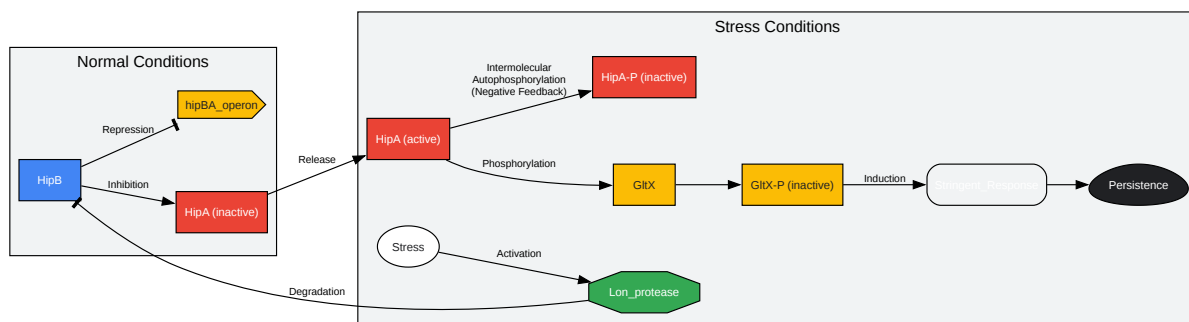 Stress Conditions
Normal Conditions
Intermolecular
Autophosphorylation
(Negative Feedback)
HipA-P (inactive)
hipBA_operon
Repression
HipA (active)
Release
Phosphorylation
HipB
Inhibition
GltX
GltX-P (inactive)
Induction
Stringent_Response
Persistence
HipA (inactive)
Stress
Activation
Degradation
Lon_protease